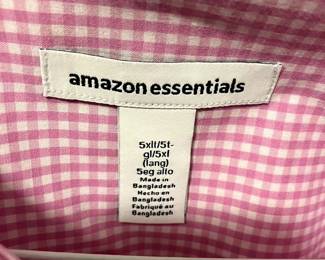 amazon essentials
5xll/5t-
gl/5xl
(lang)
5eg alto
Made in
Bangladesh
Hecho en
Bangladesh
Fabriqué au
Bangladesh